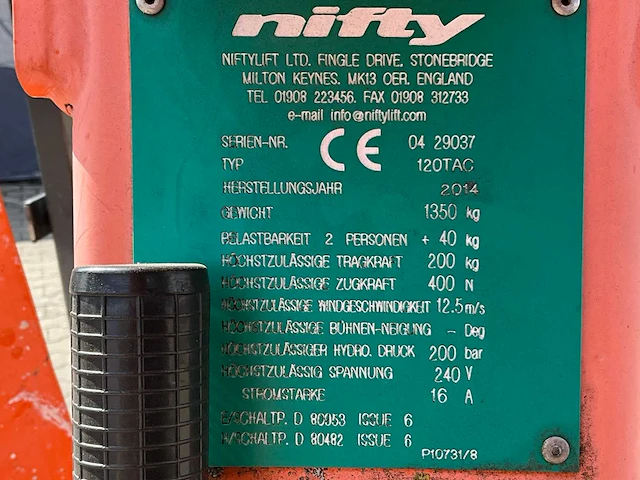 nifty
NIFTYLIFT LTD. FINGLE DRIVE, STONEBRIDGE
MILTON KEYNES. MK13 OER. ENGLAND
TEL 01908 223456. FAX 01908 312733
e-mail info@niftylift.com
SERIEN-NR. CE 04 29037
TYP 120TAC
HERSTELLUNGSJAHR 2014
GEWICHT 1350 kg
BELASTBARKEIT 2 PERSONEN + 40 kg
HÖCHSTZULÄSSIGE TRAGKRAFT 200 kg
HÖCHSTZULÄSSIGE ZUGKRAFT 400 N
HÖCHSTZULÄSSIGE WINDGESCHWINDIGKEIT 12.5 m/s
HÖCHSTZULÄSSIGE BÜHNEN-NEIGUNG - Deg
HÖCHSTZULÄSSIGER HYDRO. DRUCK 200 bar
HÖCHSTZULÄSSIG SPANNUNG 240 V
STROMSTARKE 16 A
E/SCHALTP. D 80953 ISSUE 6
H/SCHALTP. D 80482 ISSUE 6
P10731/8